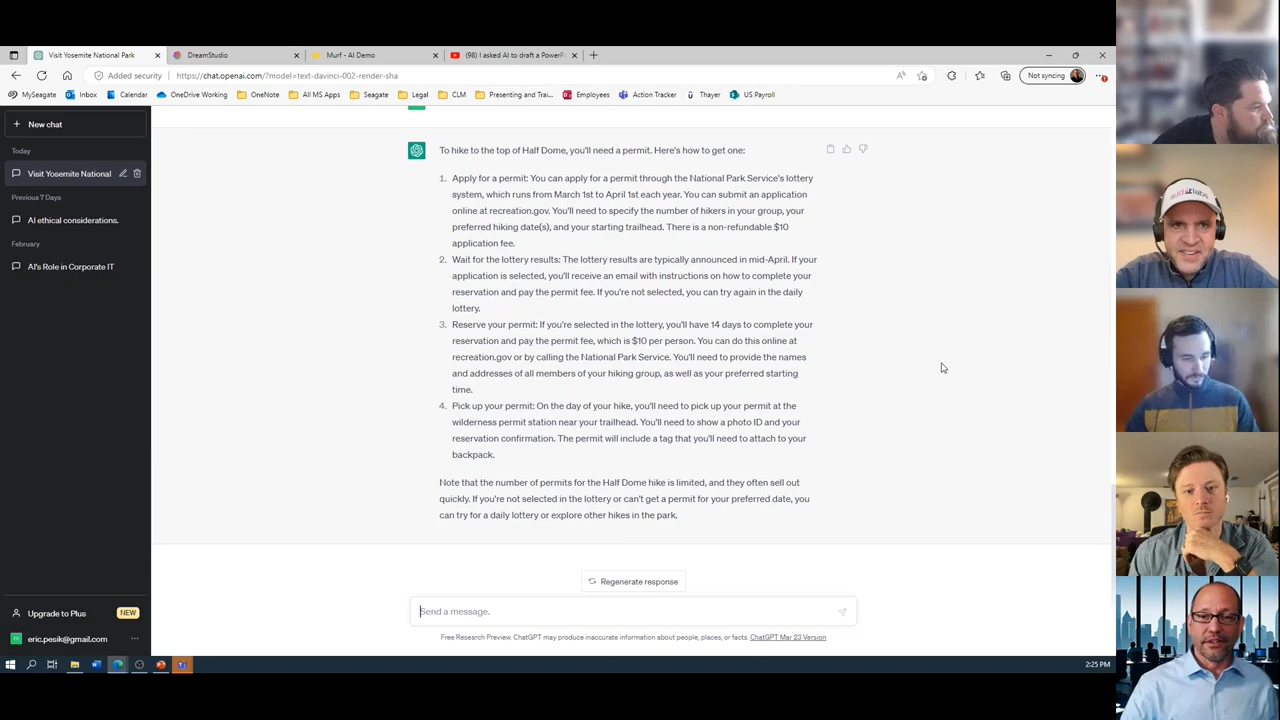 Visit Yosemite National Park
DreamStudio
Murf - AI Demo
(98) I asked AI to draft a PowerP
Added security
https://chat.openai.com/?model=text-davinci-002-render-sha
Not syncing
MySeagate Inbox Calendar OneDrive Working OneNote All MS Apps Seagate Legal CLM Presenting and Trai... Employees Action Tracker Thayer US Payroll
New chat
Today
Visit Yosemite National
Previous 7 Days
AI ethical considerations.
February
AI's Role in Corporate IT
Upgrade to Plus NEW
eric.pesik@gmail.com
To hike to the top of Half Dome, you'll need a permit. Here's how to get one:
1. Apply for a permit: You can apply for a permit through the National Park Service's lottery
system, which runs from March 1st to April 1st each year. You can submit an application
online at recreation.gov. You'll need to specify the number of hikers in your group, your
preferred hiking date(s), and your starting trailhead. There is a non-refundable $10
application fee.
2. Wait for the lottery results: The lottery results are typically announced in mid-April. If your
application is selected, you'll receive an email with instructions on how to complete your
reservation and pay the permit fee. If you're not selected, you can try again in the daily
lottery.
3. Reserve your permit: If you're selected in the lottery, you'll have 14 days to complete your
reservation and pay the permit fee, which is $10 per person. You can do this online at
recreation.gov or by calling the National Park Service. You'll need to provide the names
and addresses of all members of your hiking group, as well as your preferred starting
time.
4. Pick up your permit: On the day of your hike, you'll need to pick up your permit at the
wilderness permit station near your trailhead. You'll need to show a photo ID and your
reservation confirmation. The permit will include a tag that you'll need to attach to your
backpack.
Note that the number of permits for the Half Dome hike is limited, and they often sell out
quickly. If you're not selected in the lottery or can't get a permit for your preferred date, you
can try for a daily lottery or explore other hikes in the park.
Regenerate response
Send a message.
Free Research Preview. ChatGPT may produce inaccurate information about people, places, or facts. ChatGPT Mar 23 Version
2:25 PM